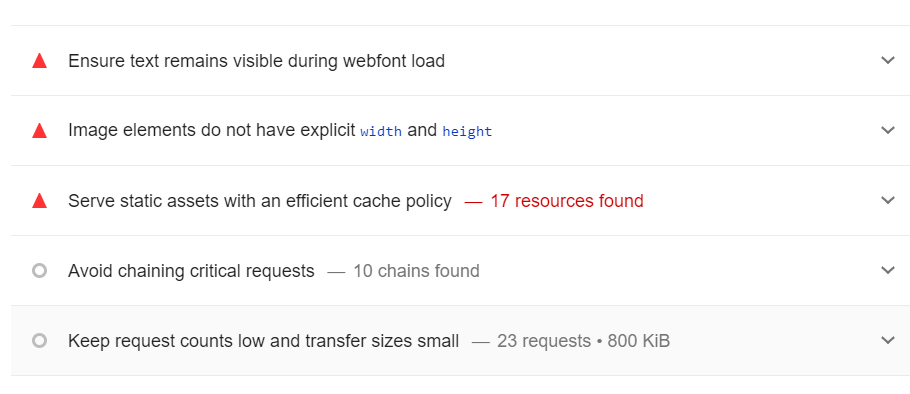 Ensure text remains visible during webfont load
Image elements do not have explicit width and height
Serve static assets with an efficient cache policy — 17 resources found
Avoid chaining critical requests — 10 chains found
Keep request counts low and transfer sizes small — 23 requests • 800 KiB